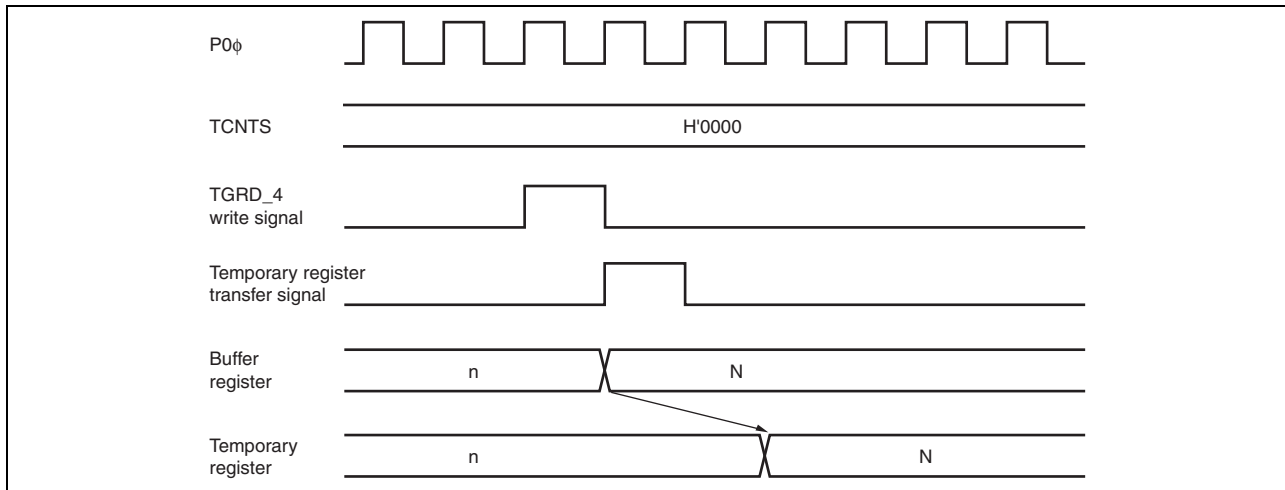 P0ϕ
TCNTS
H'0000
TGRD_4
write signal
Temporary register
transfer signal
Buffer
register
n
N
Temporary
register
n
N